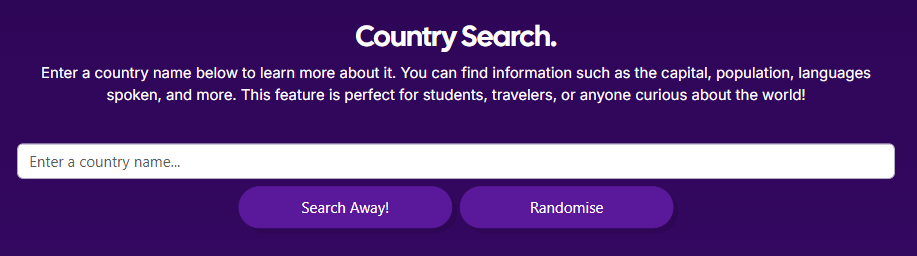 Country Search.
Enter a country name below to learn more about it. You can find information such as the capital, population, languages
spoken, and more. This feature is perfect for students, travelers, or anyone curious about the world!
Enter a country name...
Search Away! Randomise